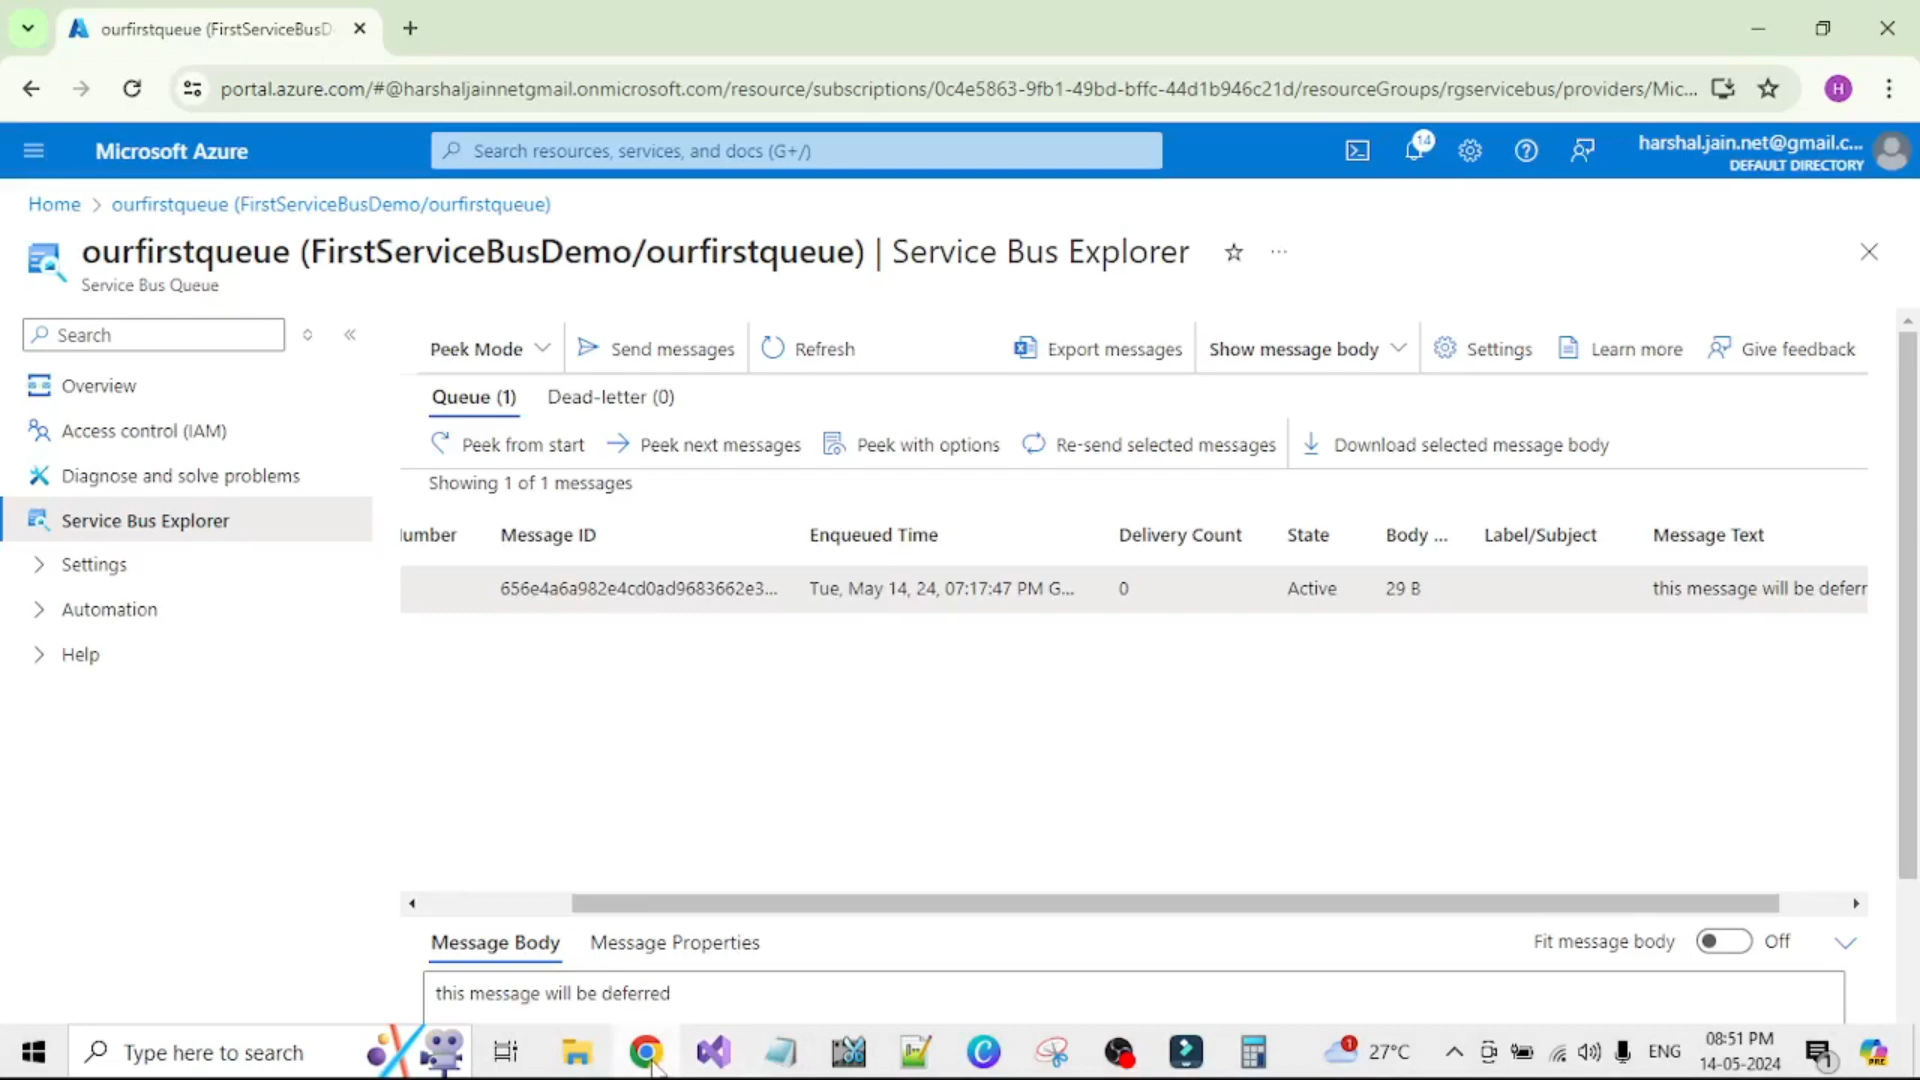 ourfirstqueue (FirstServiceBusD
portal.azure.com/#@harshaljainnetgmail.onmicrosoft.com/resource/subscriptions/0c4e5863-9fb1-49bd-bffc-44d1b946c21d/resourceGroups/rgservicebus/providers/Mic...
H
Microsoft Azure
Search resources, services, and docs (G+/)
14
harshal.jain.net@gmail.c...
DEFAULT DIRECTORY
Home > ourfirstqueue (FirstServiceBusDemo/ourfirstqueue)
ourfirstqueue (FirstServiceBusDemo/ourfirstqueue) | Service Bus Explorer
Service Bus Queue
Search
Overview
Access control (IAM)
Diagnose and solve problems
Service Bus Explorer
Settings
Automation
Help
Peek Mode Send messages Refresh Export messages Show message body Settings Learn more Give feedback
Queue (1) Dead-letter (0)
Peek from start Peek next messages Peek with options Re-send selected messages Download selected message body
Showing 1 of 1 messages
umber Message ID Enqueued Time Delivery Count State Body ... Label/Subject Message Text
656e4a6a982e4cd0ad9683662e3... Tue, May 14, 24, 07:17:47 PM G... 0 Active 29 B this message will be deferr
Message Body Message Properties Fit message body Off
this message will be deferred
Type here to search
1
27°C
ENG
08:51 PM
14-05-2024
1
PRE